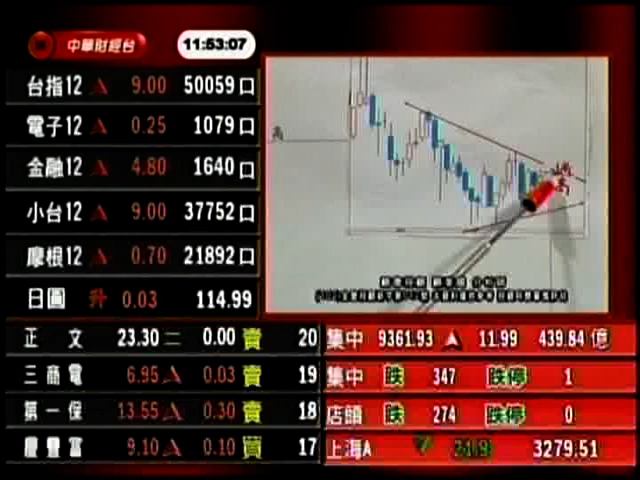 中華財經台 11:53:07
台指12 9.00 50059口
電子12 0.25 1079口
金融12 4.80 1640口
小台12 9.00 37752口
摩根12 0.70 21892口
日圓 升 0.03 114.99
正文 23.30 二 0.00 賣 20
三商電 6.95 0.03 賣 19
第一保 13.55 0.30 賣 18
慶豐富 9.10 0.10 買 17
集中 9361.93 11.99 439.84億
集中 跌 347 跌停 1
店頭 跌 274 跌停 0
上海A 3279.51